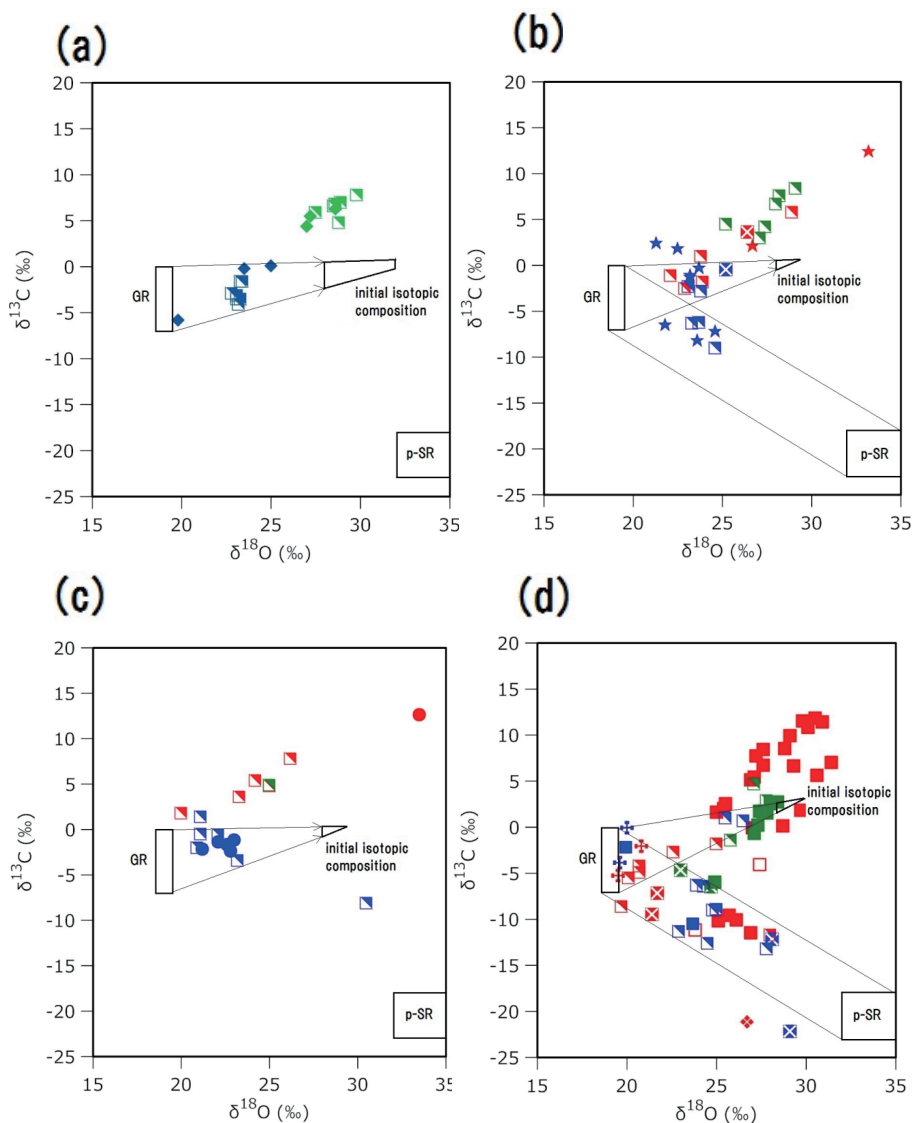 (a)
20
15
10
5
0
-5
-10
-15
-20
-25
δ13C (‰)
GR
initial isotopic
composition
p-SR
15 20 25 30 35
δ18O (‰)
(b)
20
15
10
5
0
-5
-10
-15
-20
-25
δ13C (‰)
GR
initial isotopic
composition
p-SR
15 20 25 30 35
δ18O (‰)
(c)
20
15
10
5
0
-5
-10
-15
-20
-25
δ13C (‰)
GR
initial isotopic
composition
p-SR
15 20 25 30 35
δ18O (‰)
(d)
20
15
10
5
0
-5
-10
-15
-20
-25
δ13C (‰)
GR
initial isotopic
composition
p-SR
15 20 25 30 35
δ18O (‰)